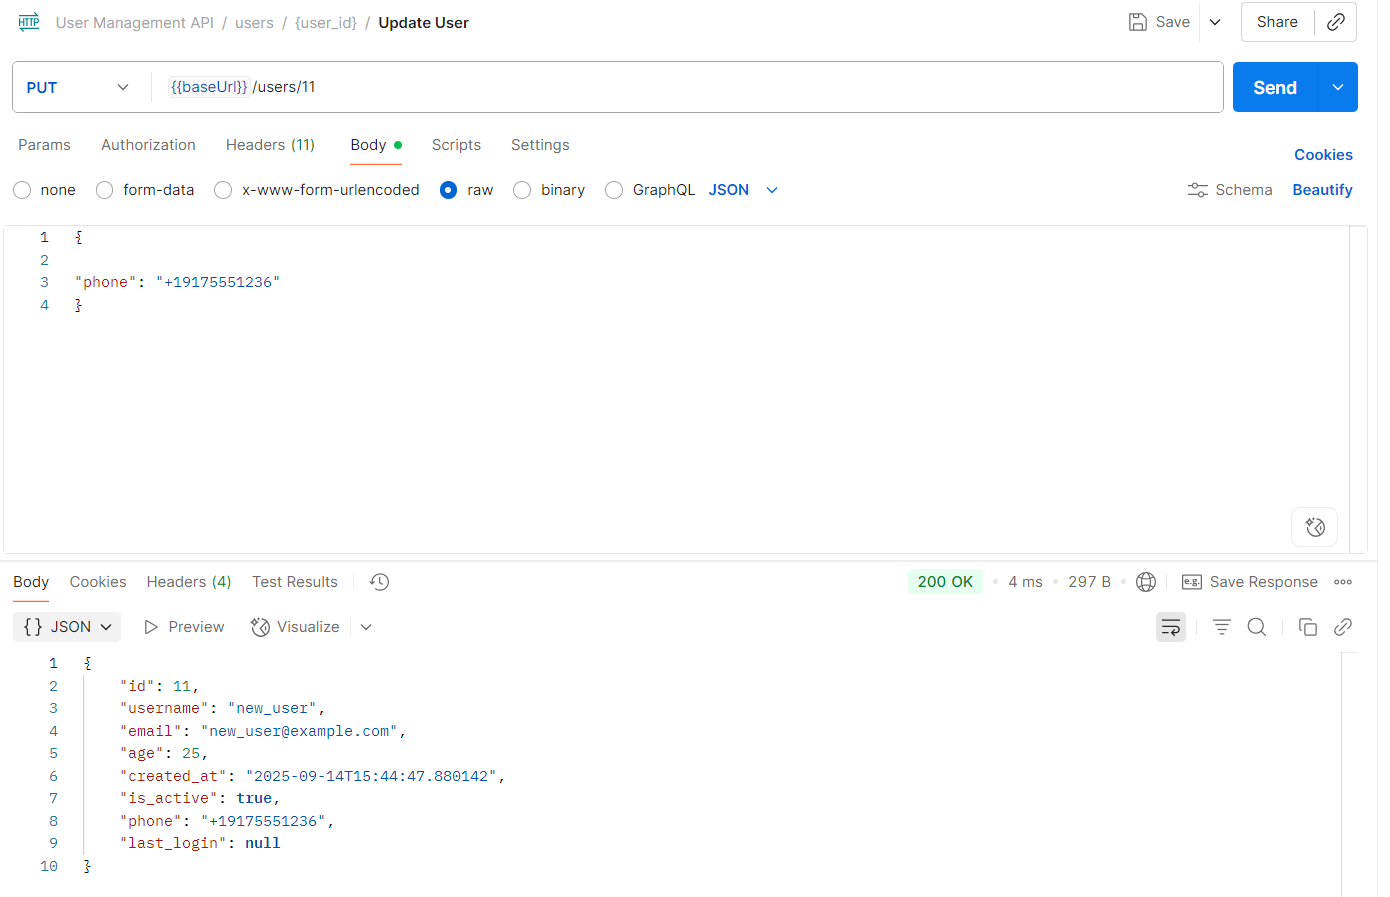 HTTP User Management API / users / {user_id} / Update User Save Share
PUT {{baseUrl}}/users/11 Send
Params Authorization Headers (11) Body Scripts Settings Cookies
none form-data x-www-form-urlencoded raw binary GraphQL JSON Schema Beautify
1 {
2
3 "phone": "+19175551236"
4 }
Body Cookies Headers (4) Test Results 200 OK 4 ms 297 B e.g. Save Response
{} JSON Preview Visualize
1 {
2 "id": 11,
3 "username": "new_user",
4 "email": "new_user@example.com",
5 "age": 25,
6 "created_at": "2025-09-14T15:44:47.880142",
7 "is_active": true,
8 "phone": "+19175551236",
9 "last_login": null
10 }